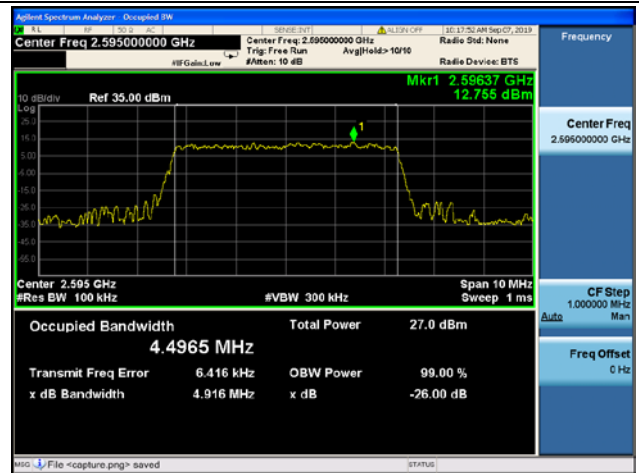 Agilent Spectrum Analyzer - Occupied BW
RL RF 50 Ω AC SENSE:INT ALIGN OFF 10:17:52 AM Sep 07, 2019
Center Freq 2.595000000 GHz
Center Freq: 2.595000000 GHz
Radio Std: None
Trig: Free Run Avg|Hold:> 10/10
#IFGain:Low #Atten: 10 dB Radio Device: BTS
Mkr1 2.59637 GHz
12.755 dBm
10 dB/div Ref 35.00 dBm
Log
25.0
15.0
5.00
-5.00
-15.0
-25.0
-35.0
-45.0
-55.0
1
Center 2.595 GHz Span 10 MHz
#Res BW 100 kHz #VBW 300 kHz Sweep 1 ms
Occupied Bandwidth Total Power 27.0 dBm
4.4965 MHz
Transmit Freq Error 6.416 kHz OBW Power 99.00 %
x dB Bandwidth 4.916 MHz x dB -26.00 dB
MSG File <capture.png> saved STATUS
Frequency
Center Freq
2.595000000 GHz
CF Step
1.000000 MHz
Auto Man
Freq Offset
0 Hz